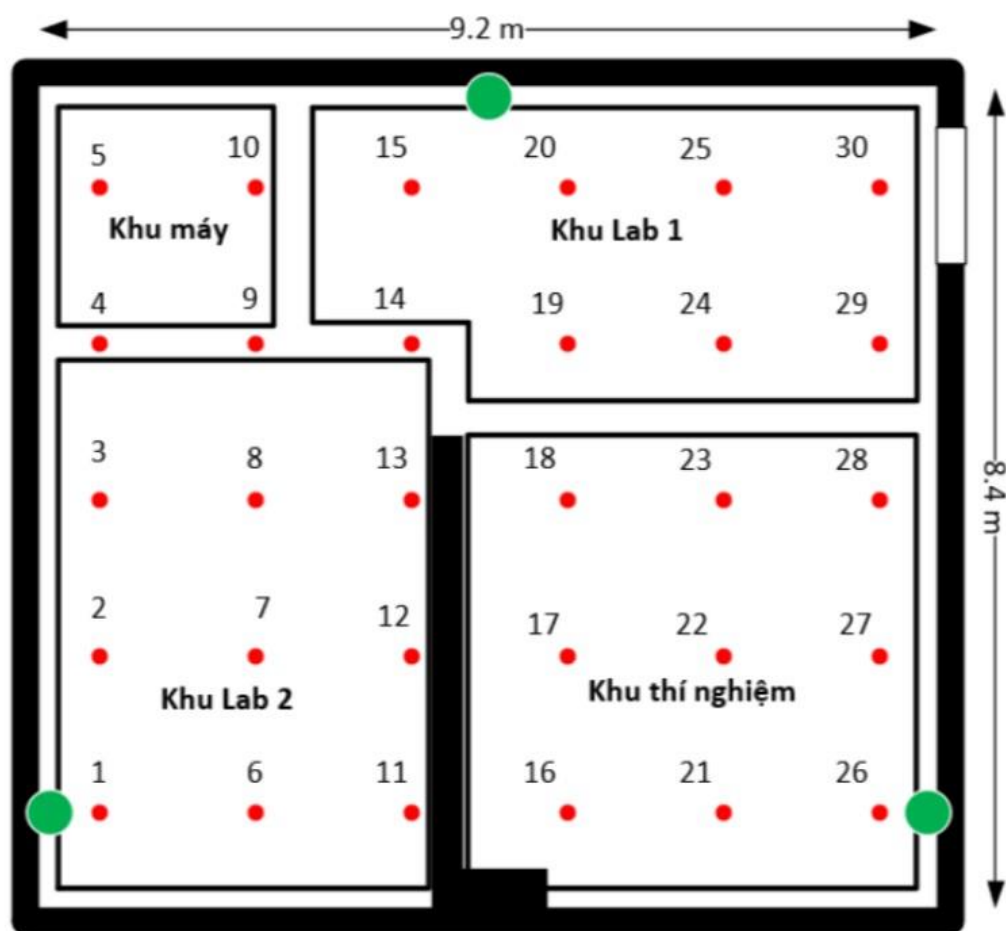 9.2 m
5 10 15 20 25 30
Khu máy Khu Lab 1
4 9 14 19 24 29
3 8 13 18 23 28
8.4 m
2 7 12 17 22 27
Khu Lab 2 Khu thí nghiệm
1 6 11 16 21 26